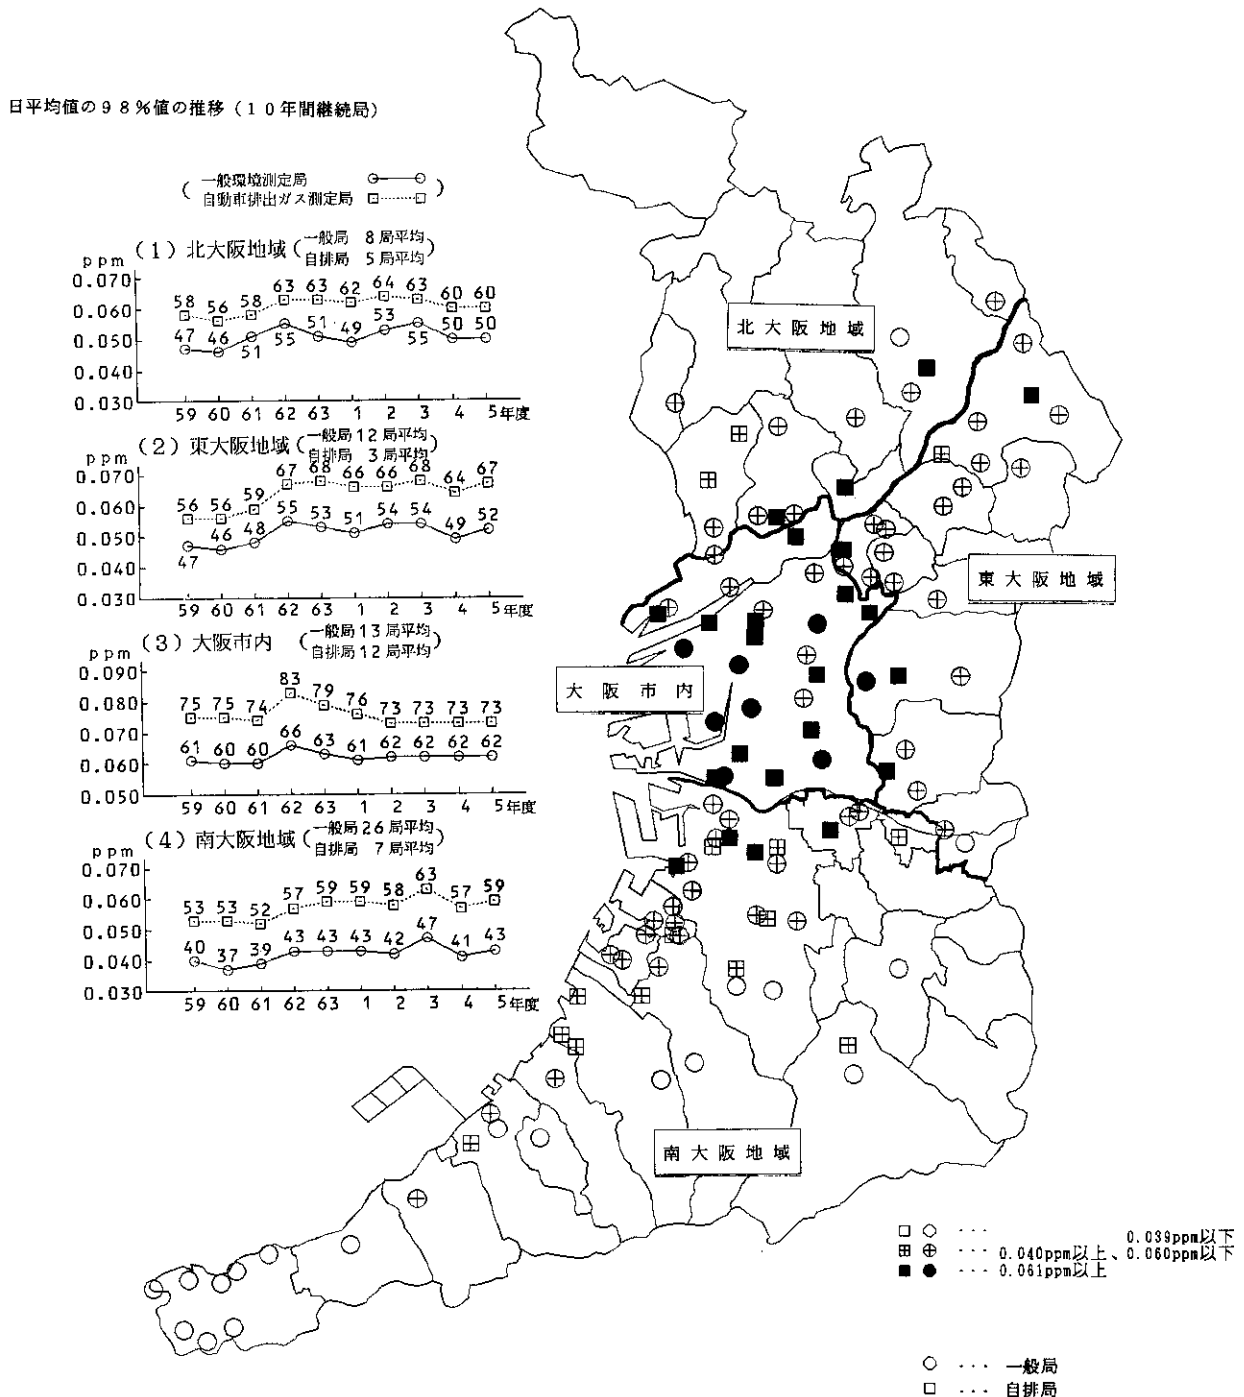 日平均値の98%値の推移（10年間継続局）
一般環境測定局
自動車排出ガス測定局
(1) 北大阪地域 (一般局 8局平均
自排局 5局平均)
ppm
0.070
0.060
0.050
0.040
0.030
58 56 58 63 63 62 64 63 60 60
47 46 51 55 51 49 53 55 50 50
59 60 61 62 63 1 2 3 4 5年度
(2) 東大阪地域 (一般局12局平均
自排局 3局平均)
ppm
0.070
0.060
0.050
0.040
0.030
56 56 59 67 68 66 66 68 64 67
47 46 48 55 53 51 54 54 49 52
59 60 61 62 63 1 2 3 4 5年度
(3) 大阪市内 (一般局13局平均
自排局12局平均)
ppm
0.090
0.080
0.070
0.060
0.050
75 75 74 83 79 76 73 73 73 73
61 60 60 66 63 61 62 62 62 62
59 60 61 62 63 1 2 3 4 5年度
(4) 南大阪地域 (一般局26局平均
自排局 7局平均)
ppm
0.070
0.060
0.050
0.040
0.030
53 53 52 57 59 59 58 63 57 59
40 37 39 43 43 43 42 47 41 43
59 60 61 62 63 1 2 3 4 5年度
北大阪地域
東大阪地域
大阪市内
南大阪地域
□ ○ ･･･ 0.039ppm以下
⊞ ⊕ ･･･ 0.040ppm以上、0.060ppm以下
■ ● ･･･ 0.061ppm以上
○ ･･･ 一般局
□ ･･･ 自排局